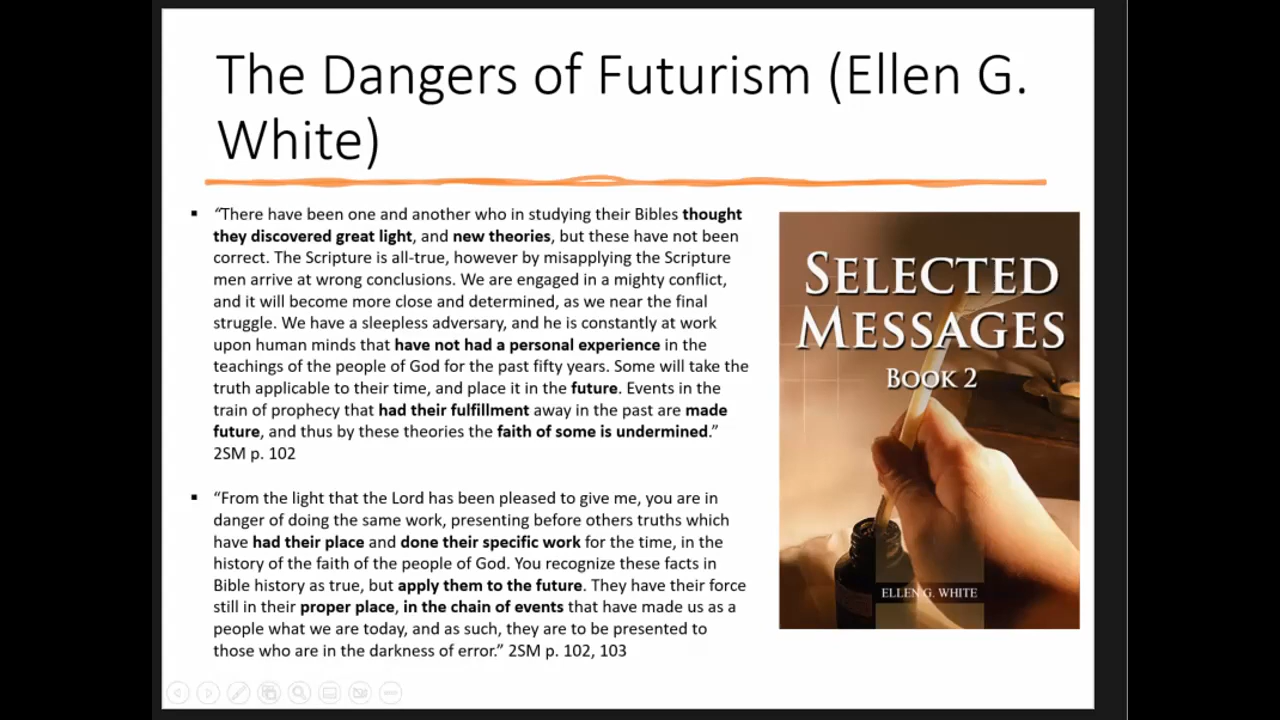 The Dangers of Futurism (Ellen G.
White)
“There have been one and another who in studying their Bibles thought
they discovered great light, and new theories, but these have not been
correct. The Scripture is all-true, however by misapplying the Scripture
men arrive at wrong conclusions. We are engaged in a mighty conflict,
and it will become more close and determined, as we near the final
struggle. We have a sleepless adversary, and he is constantly at work
upon human minds that have not had a personal experience in the
teachings of the people of God for the past fifty years. Some will take the
truth applicable to their time, and place it in the future. Events in the
train of prophecy that had their fulfillment away in the past are made
future, and thus by these theories the faith of some is undermined.”
2SM p. 102
“From the light that the Lord has been pleased to give me, you are in
danger of doing the same work, presenting before others truths which
have had their place and done their specific work for the time, in the
history of the faith of the people of God. You recognize these facts in
Bible history as true, but apply them to the future. They have their force
still in their proper place, in the chain of events that have made us as a
people what we are today, and as such, they are to be presented to
those who are in the darkness of error.” 2SM p. 102, 103
SELECTED
MESSAGES
BOOK 2
ELLEN G. WHITE